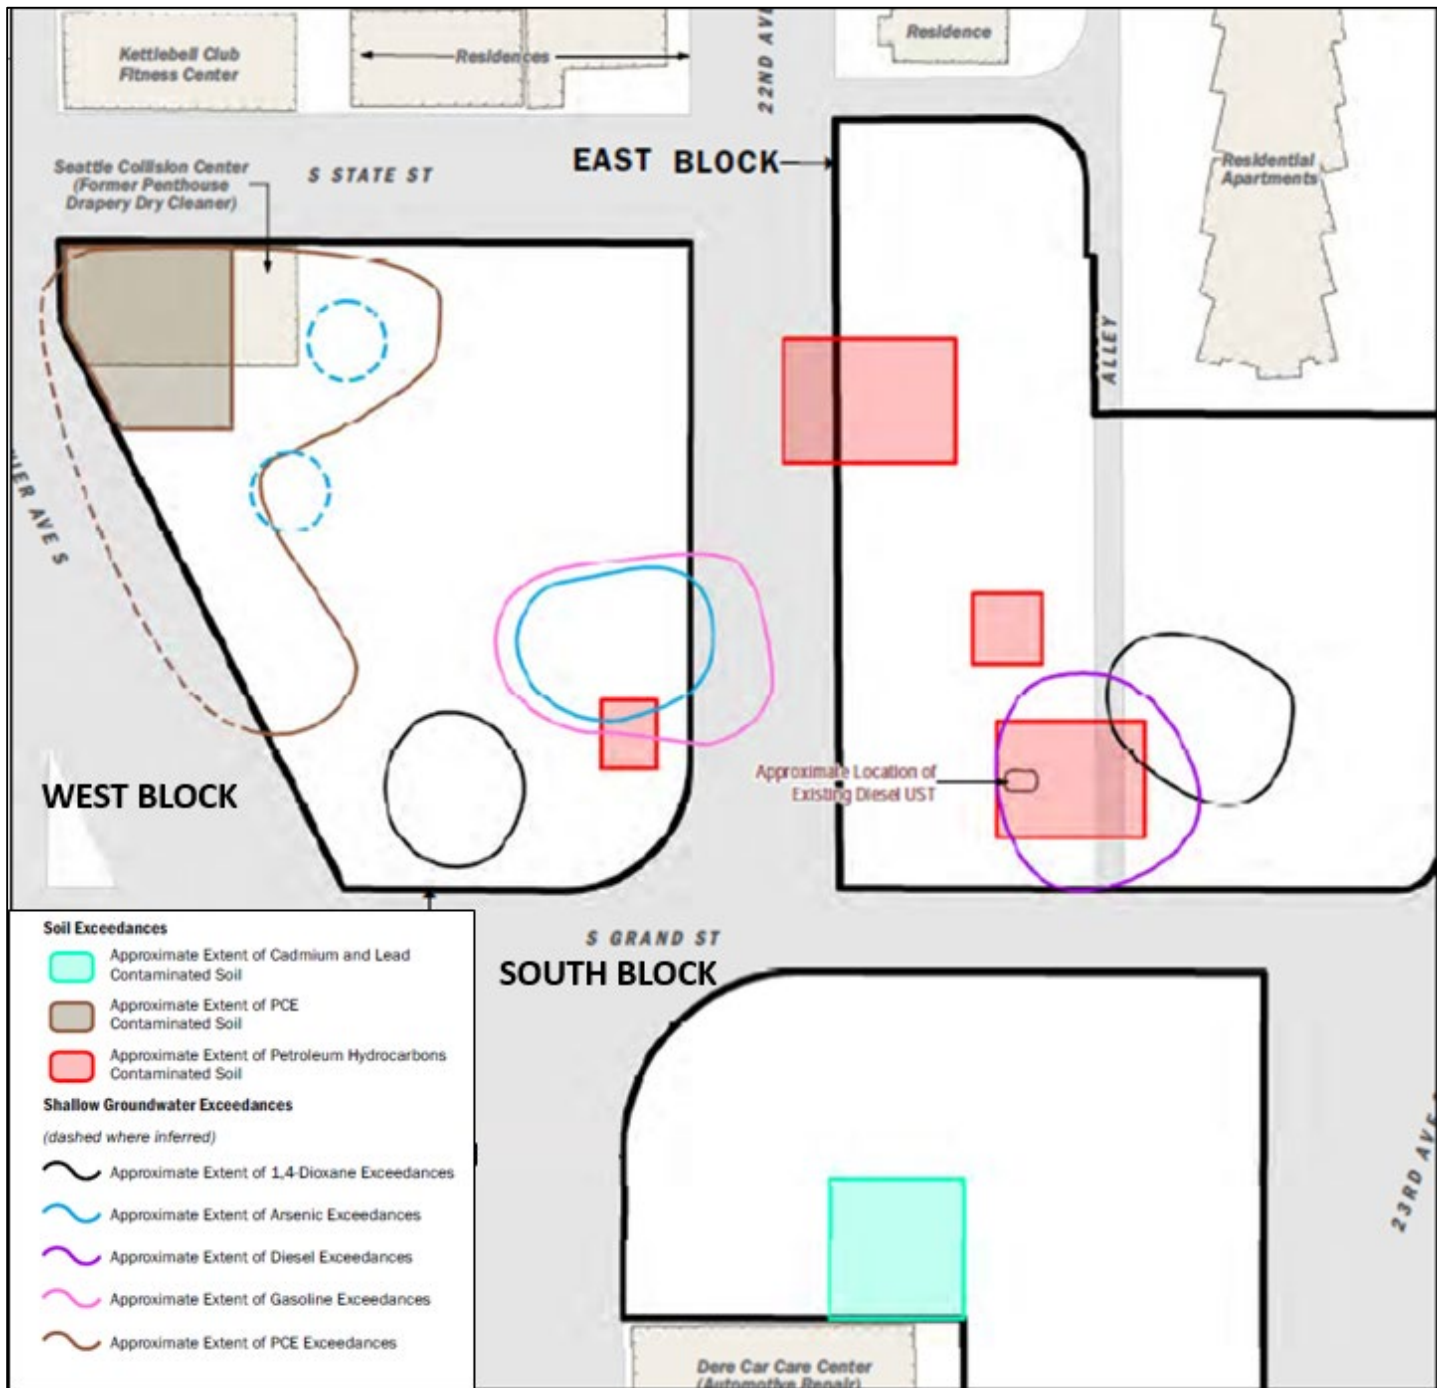 Kettlebell Club
Fitness Center
Residences
22ND AVE
Residence
Seattle Collision Center
(Former Penthouse
Drapery Dry Cleaner)
S STATE ST
EAST BLOCK
Residential
Apartments
ALLEY
AVE S
Approximate Location of
Existing Diesel UST
WEST BLOCK
S GRAND ST
SOUTH BLOCK
Soil Exceedances
Approximate Extent of Cadmium and Lead
Contaminated Soil
Approximate Extent of PCE
Contaminated Soil
Approximate Extent of Petroleum Hydrocarbons
Contaminated Soil
Shallow Groundwater Exceedances
(dashed where inferred)
Approximate Extent of 1,4-Dioxane Exceedances
Approximate Extent of Arsenic Exceedances
Approximate Extent of Diesel Exceedances
Approximate Extent of Gasoline Exceedances
Approximate Extent of PCE Exceedances
23RD AVE
Dere Car Care Center
(Automotive Repair)